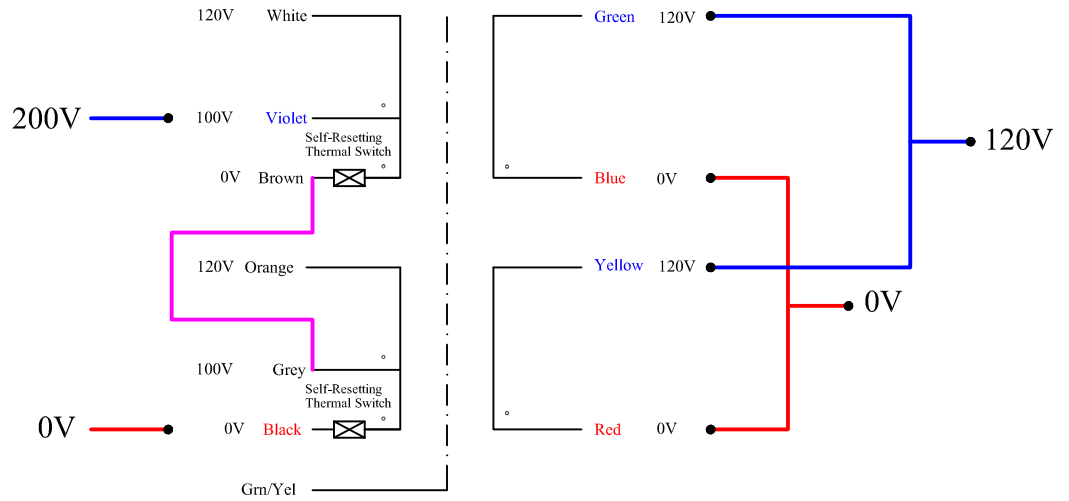 120V White
Green 120V
200V
100V Violet
120V
Self-Resetting
Thermal Switch
0V Brown
Blue 0V
120V Orange
Yellow 120V
0V
100V Grey
Self-Resetting
Thermal Switch
0V
0V Black
Red 0V
Grn/Yel